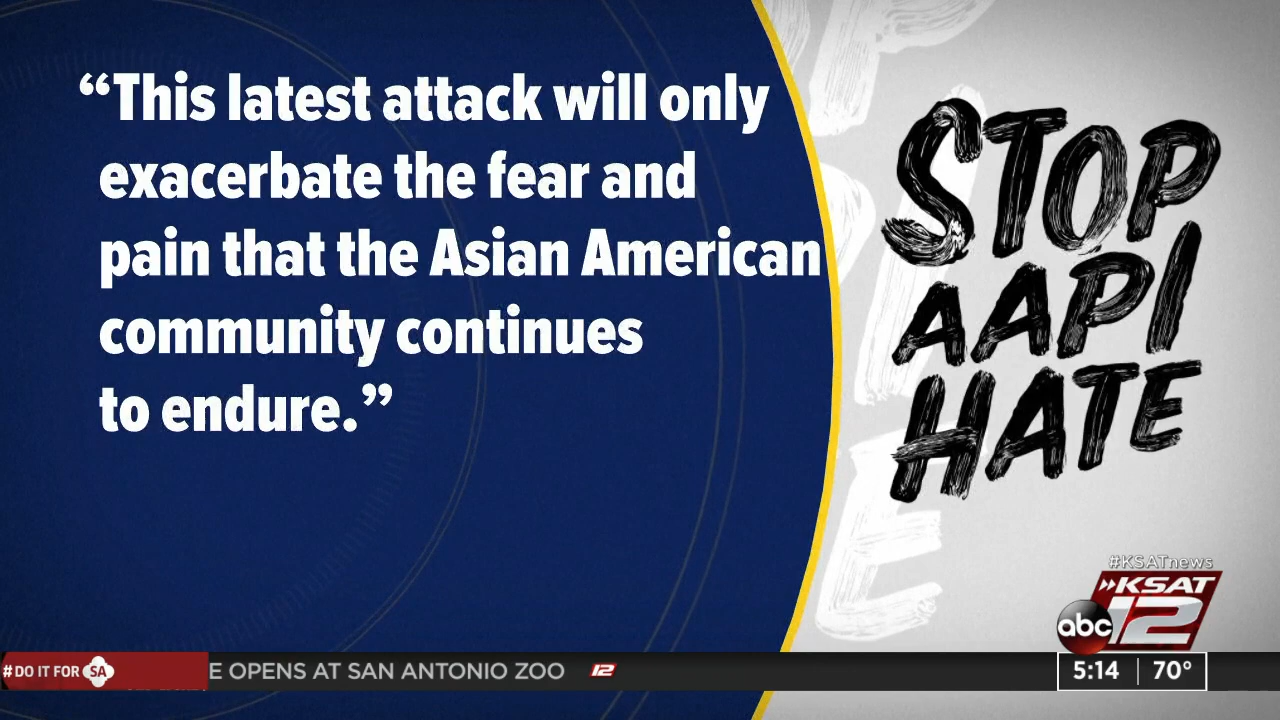 “This latest attack will only
exacerbate the fear and
pain that the Asian American
community continues
to endure.”
STOP
AAPI
HATE
#KSATnews
KSAT
abc 12
#DO IT FOR SA E OPENS AT SAN ANTONIO ZOO 12
5:14 70°